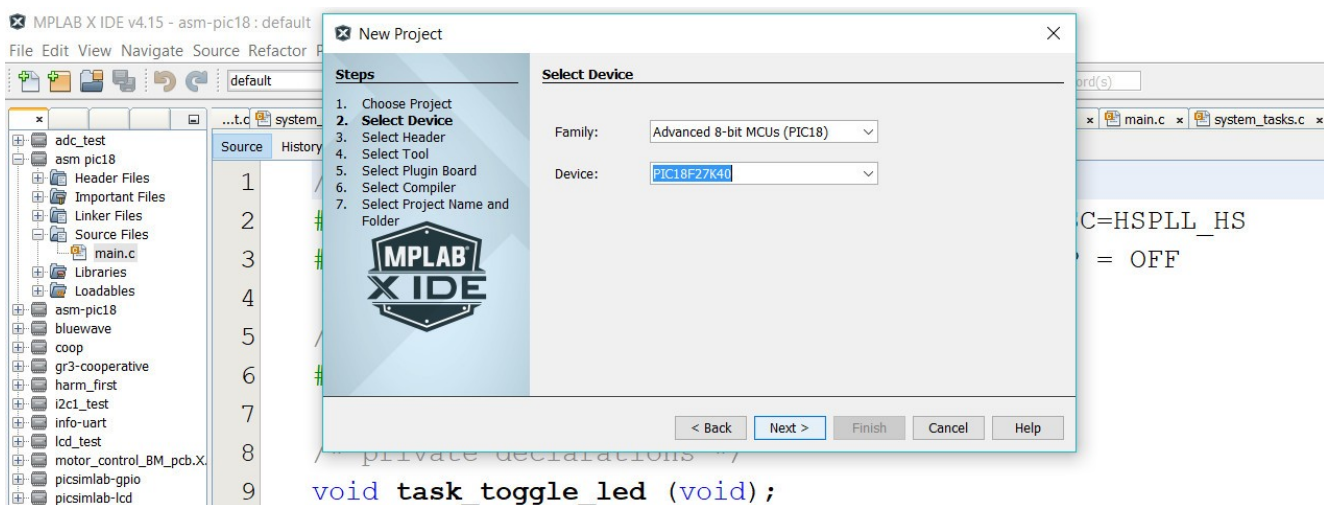 MPLAB X IDE v4.15 - asm-pic18 : default
File Edit View Navigate Source Refactor
default
ord(s)
New Project
Steps
1. Choose Project
2. Select Device
3. Select Header
4. Select Tool
5. Select Plugin Board
6. Select Compiler
7. Select Project Name and
Folder
MPLAB
X IDE
Select Device
Family: Advanced 8-bit MCUs (PIC18)
Device: PIC18F27K40
< Back Next > Finish Cancel Help
adc_test
asm pic18
Header Files
Important Files
Linker Files
Source Files
main.c
Libraries
Loadables
asm-pic18
bluewave
coop
gr3-cooperative
harm_first
i2c1_test
info-uart
lcd_test
motor_control_BM_pcb.X.
picsimlab-gpio
picsimlab-lcd
...t.c system_ main.c system_tasks.c
Source History
1 /
2 # C=HSPLL_HS
3 # = OFF
4
5 /
6 #
7
8 /* private declarations */
9 void task_toggle_led (void);